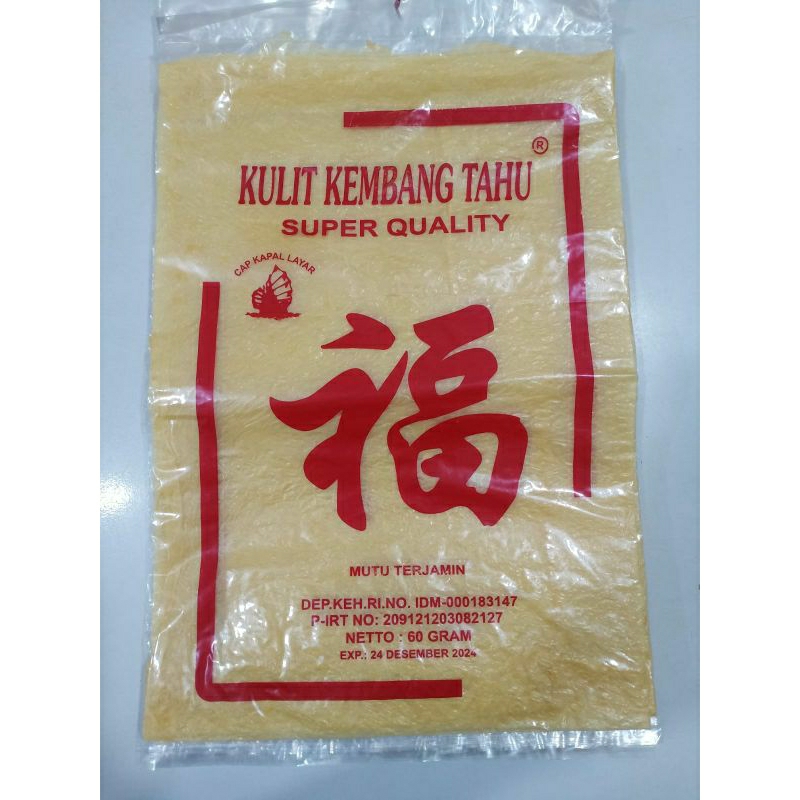 KULIT KEMBANG TAHU ®
SUPER QUALITY
CAP KAPAL LAYAR
福
MUTU TERJAMIN
DEP.KEH.RI.NO. IDM-000183147
P-IRT NO: 209121203082127
NETTO : 60 GRAM
EXP.: 24 DESEMBER 2024